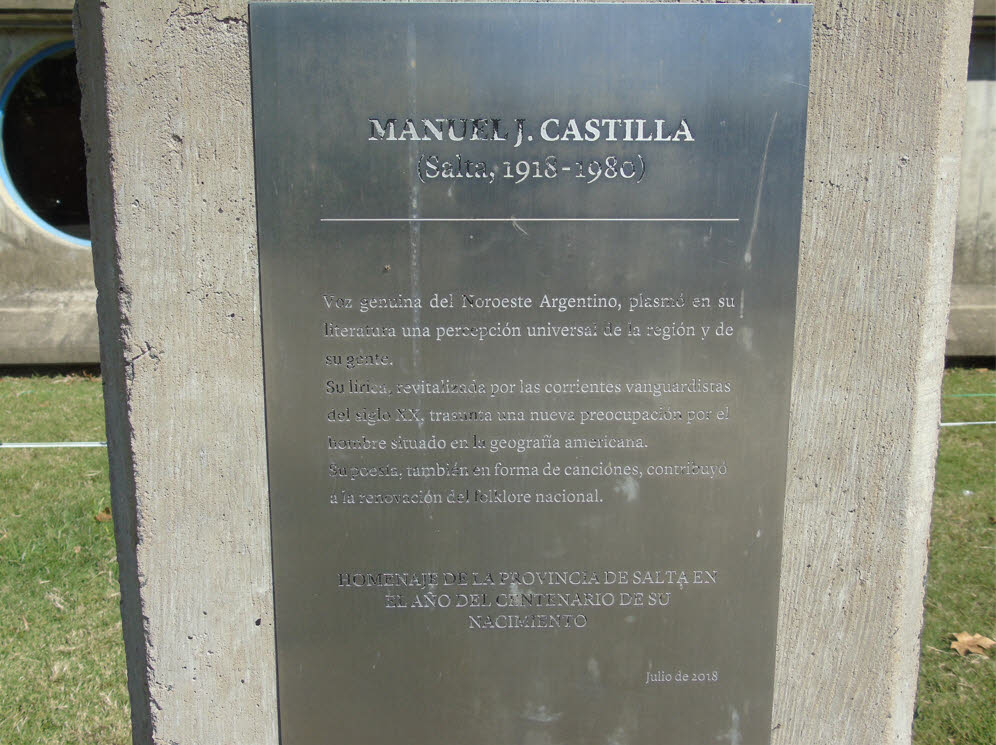 MANUEL J. CASTILLA
(Salta, 1918-1980)
Voz genuina del Noroeste Argentino, plasmó en su
literatura una percepción universal de la región y de
su gente.
Su lírica, revitalizada por las corrientes vanguardistas
del siglo XX, trasunta una nueva preocupación por el
hombre situado en la geografía americana.
Su poesía, también en forma de canciónes, contribuyó
a la renovación del folklore nacional.
HOMENAJE DE LA PROVINCIA DE SALTA EN
EL AÑO DEL CENTENARIO DE SU
NACIMIENTO
Julio de 2018